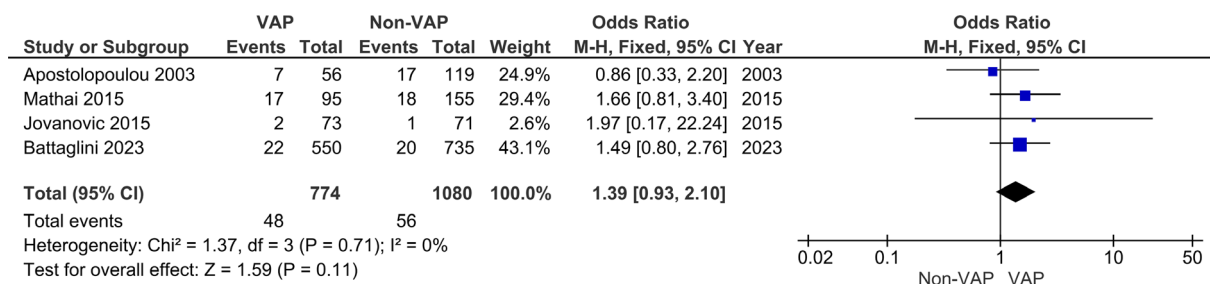 VAP Non-VAP Odds Ratio Odds Ratio
Study or Subgroup Events Total Events Total Weight M-H, Fixed, 95% CI Year M-H, Fixed, 95% CI
Apostolopoulou 2003 7 56 17 119 24.9% 0.86 [0.33, 2.20] 2003
Mathai 2015 17 95 18 155 29.4% 1.66 [0.81, 3.40] 2015
Jovanovic 2015 2 73 1 71 2.6% 1.97 [0.17, 22.24] 2015
Battaglini 2023 22 550 20 735 43.1% 1.49 [0.80, 2.76] 2023
Total (95% CI) 774 1080 100.0% 1.39 [0.93, 2.10]
Total events 48 56
Heterogeneity: Chi² = 1.37, df = 3 (P = 0.71); I² = 0%
Test for overall effect: Z = 1.59 (P = 0.11)
0.02 0.1 1 10 50
Non-VAP VAP